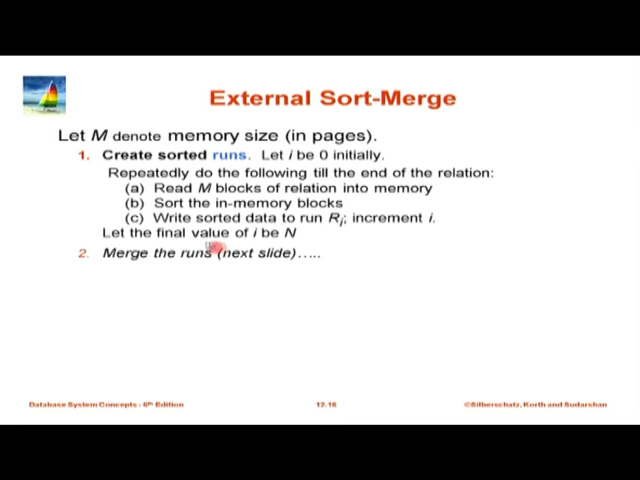 External Sort-Merge
Let M denote memory size (in pages).
1. Create sorted runs. Let i be 0 initially.
Repeatedly do the following till the end of the relation:
(a) Read M blocks of relation into memory
(b) Sort the in-memory blocks
(c) Write sorted data to run Ri; increment i.
Let the final value of i be N
2. Merge the runs (next slide)…..
Database System Concepts - 6th Edition
12.16
©Silberschatz, Korth and Sudarshan